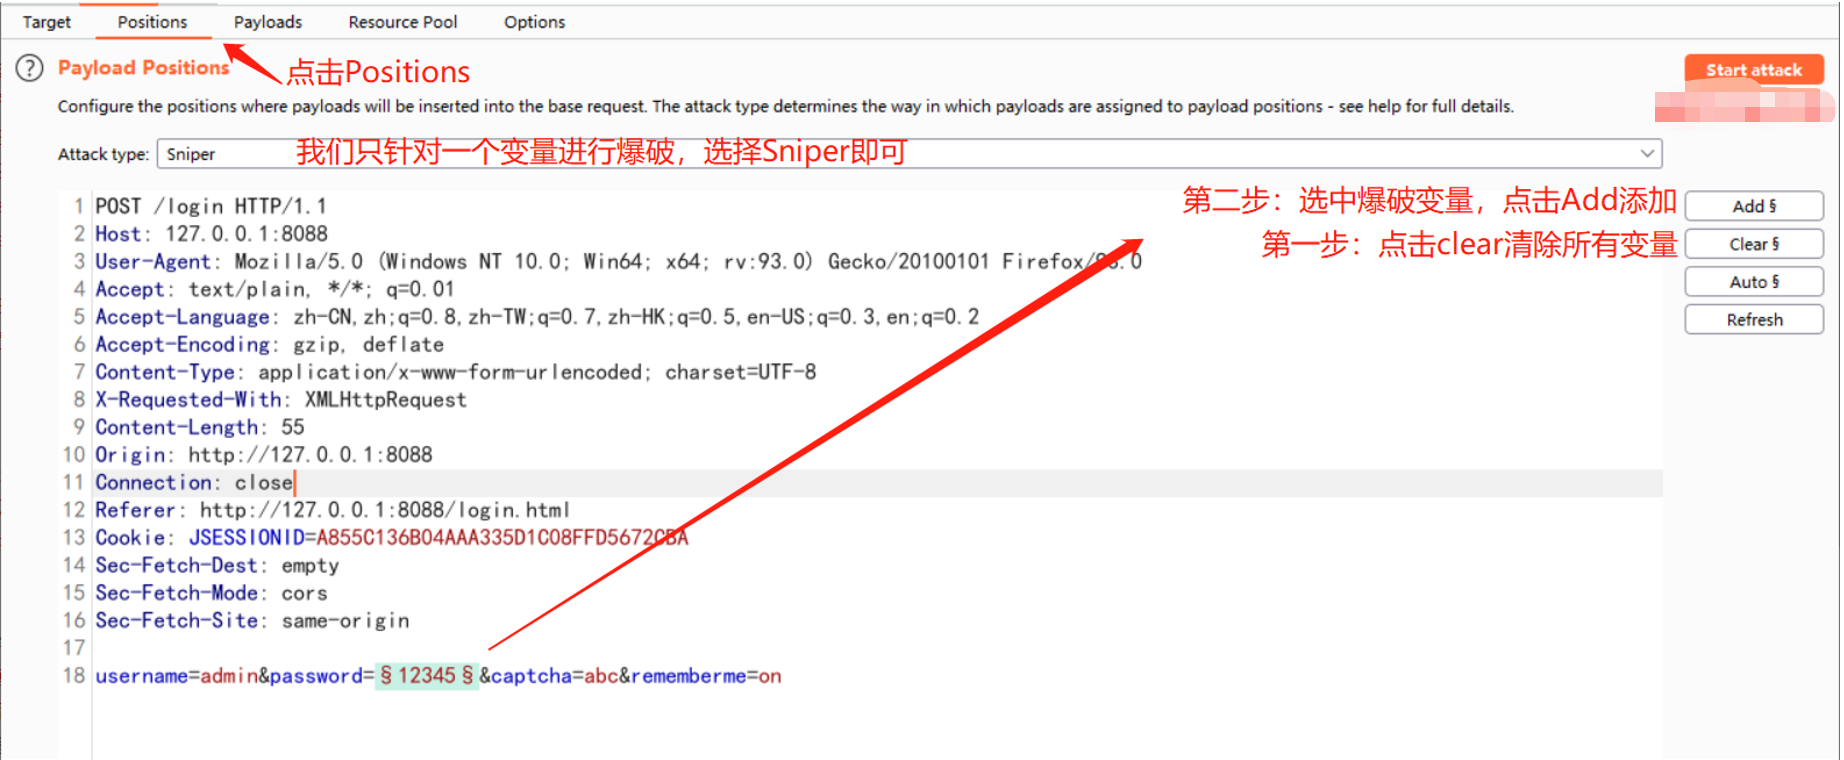 Target Positions Payloads Resource Pool Options
Payload Positions
点击Positions
Start attack
Configure the positions where payloads will be inserted into the base request. The attack type determines the way in which payloads are assigned to payload positions - see help for full details.
Attack type: Sniper
我们只针对一个变量进行爆破，选择Sniper即可
第二步：选中爆破变量，点击Add添加
Add §
第一步：点击clear清除所有变量
Clear §
Auto §
Refresh
1 POST /login HTTP/1.1
2 Host: 127.0.0.1:8088
3 User-Agent: Mozilla/5.0 (Windows NT 10.0; Win64; x64; rv:93.0) Gecko/20100101 Firefox/93.0
4 Accept: text/plain, */*; q=0.01
5 Accept-Language: zh-CN,zh;q=0.8,zh-TW;q=0.7,zh-HK;q=0.5,en-US;q=0.3,en;q=0.2
6 Accept-Encoding: gzip, deflate
7 Content-Type: application/x-www-form-urlencoded; charset=UTF-8
8 X-Requested-With: XMLHttpRequest
9 Content-Length: 55
10 Origin: http://127.0.0.1:8088
11 Connection: close
12 Referer: http://127.0.0.1:8088/login.html
13 Cookie: JSESSIONID=A855C136B04AAA335D1C08FFD5672CBA
14 Sec-Fetch-Dest: empty
15 Sec-Fetch-Mode: cors
16 Sec-Fetch-Site: same-origin
17
18 username=admin&password=§12345§&captcha=abc&rememberme=on